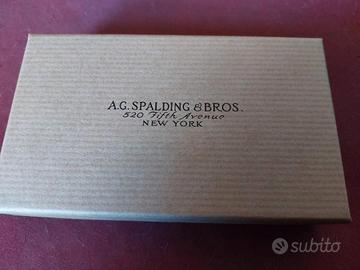 A.G. SPALDING & BROS.
520 Fifth Avenue
NEW YORK
subito